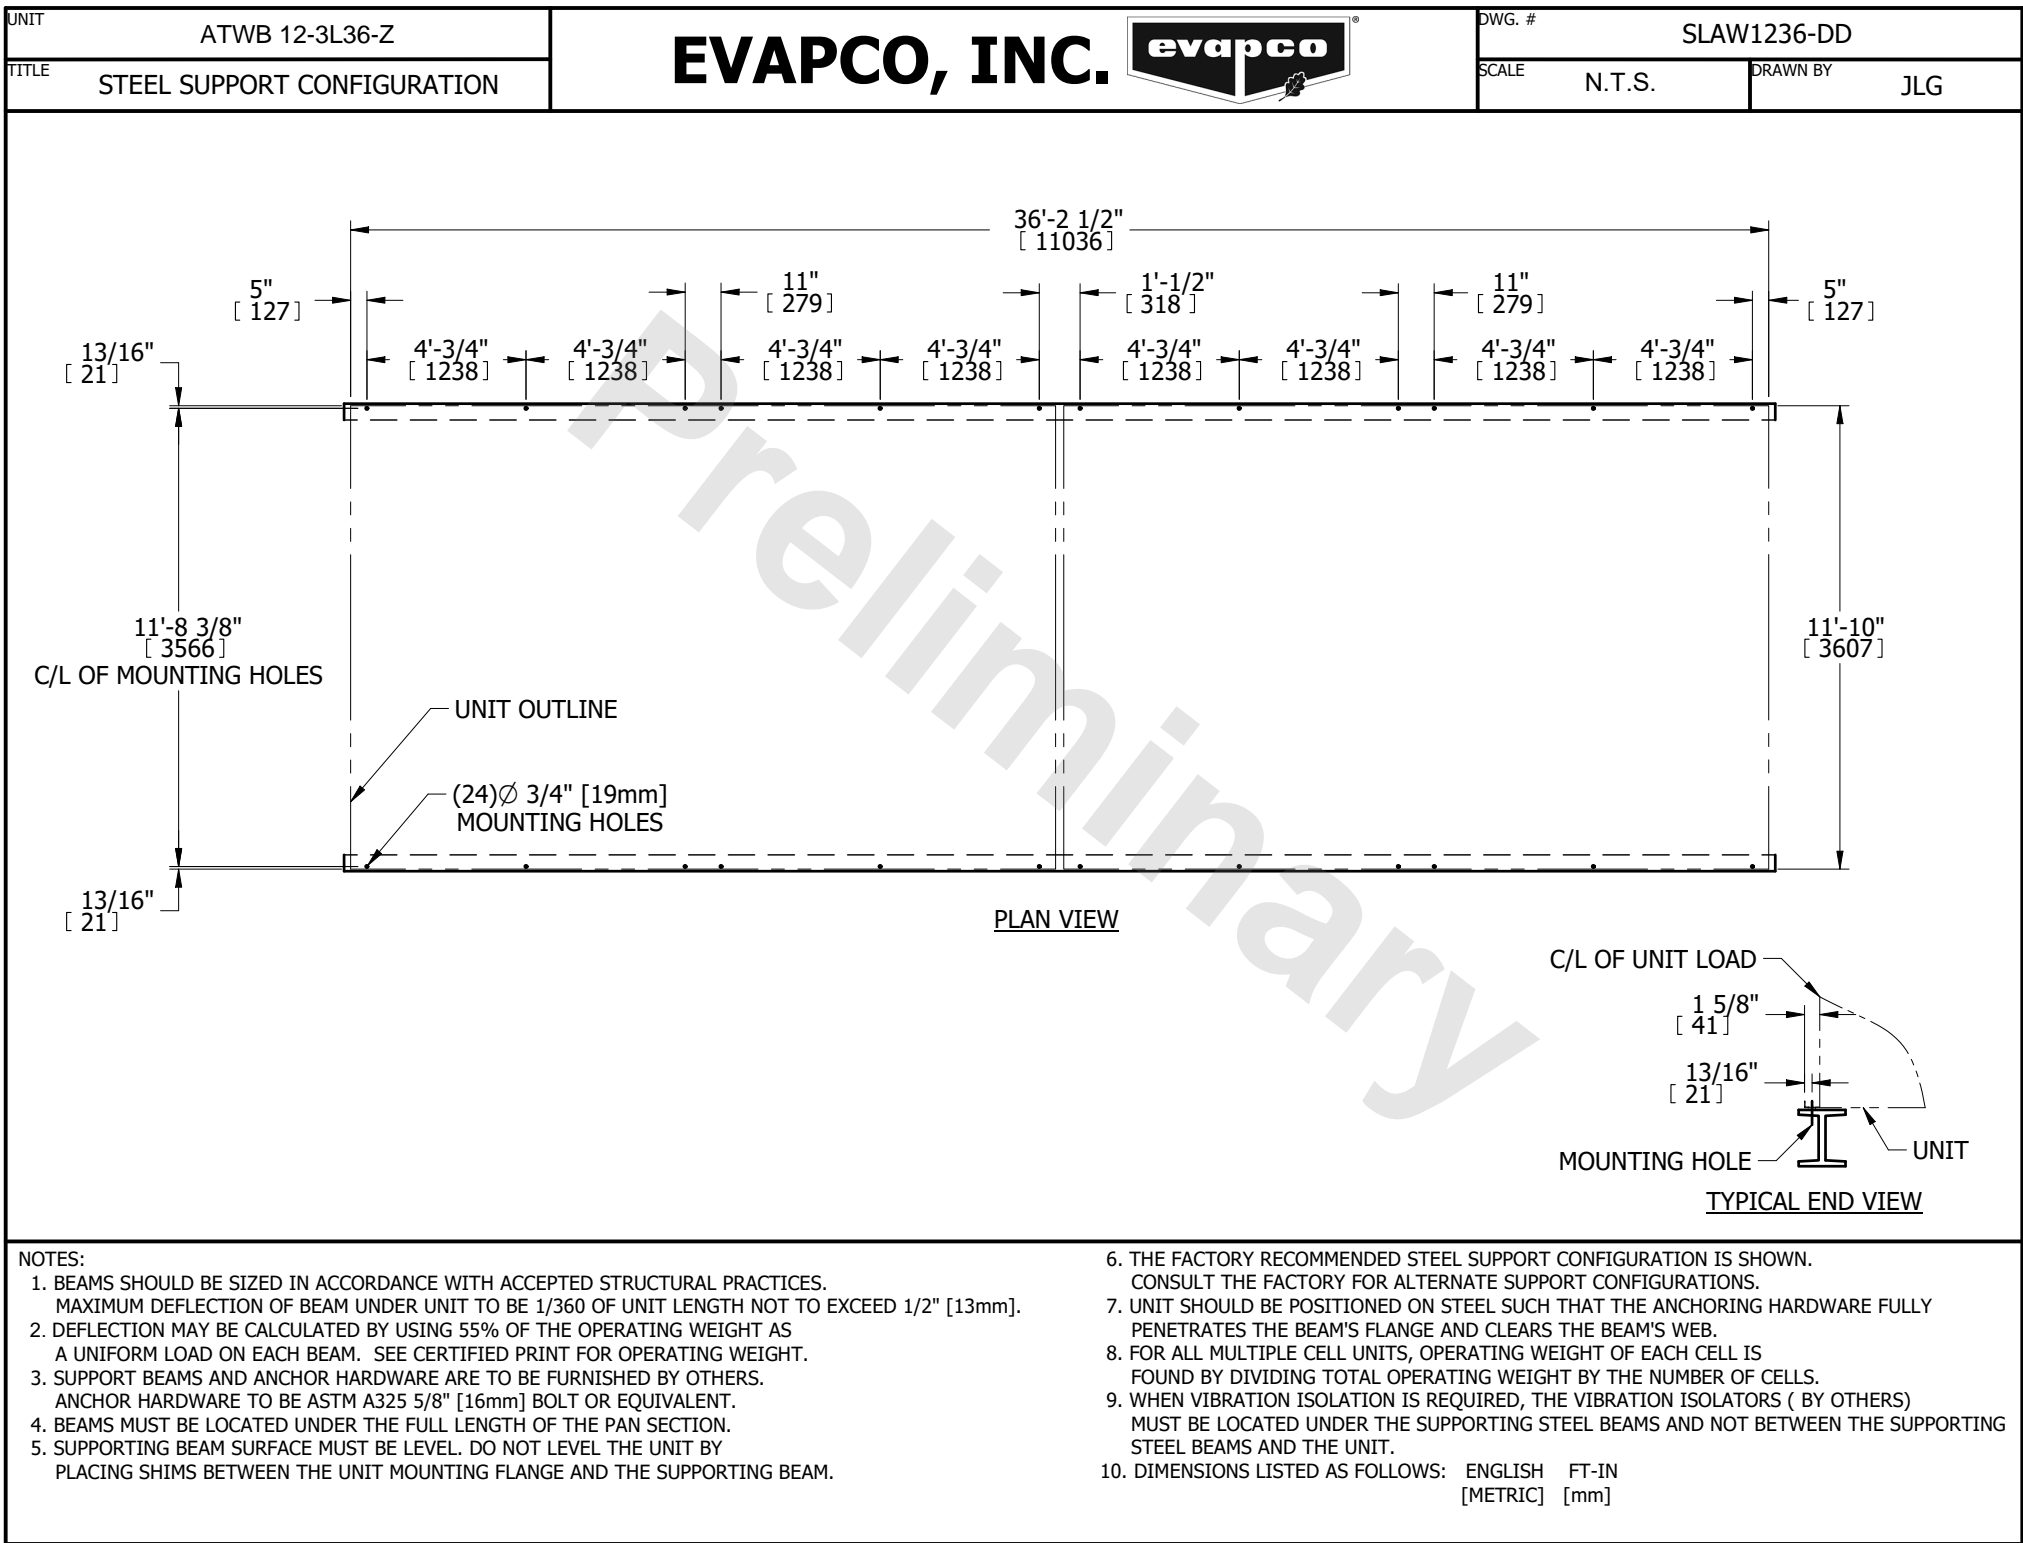 UNIT
ATWB 12-3L36-Z
TITLE
STEEL SUPPORT CONFIGURATION
EVAPCO, INC.
evapco
®
DWG. #
SLAW1236-DD
SCALE
N.T.S.
DRAWN BY
JLG
36'-2 1/2"
[ 11036 ]
5"
[ 127 ]
11"
[ 279 ]
1'-1/2"
[ 318 ]
11"
[ 279 ]
5"
[ 127 ]
13/16"
[ 21 ]
4'-3/4"
[ 1238 ]
4'-3/4"
[ 1238 ]
4'-3/4"
[ 1238 ]
4'-3/4"
[ 1238 ]
4'-3/4"
[ 1238 ]
4'-3/4"
[ 1238 ]
4'-3/4"
[ 1238 ]
4'-3/4"
[ 1238 ]
11'-8 3/8"
[ 3566 ]
C/L OF MOUNTING HOLES
11'-10"
[ 3607 ]
UNIT OUTLINE
(24)∅ 3/4" [19mm]
MOUNTING HOLES
13/16"
[ 21 ]
PLAN VIEW
Preliminary
C/L OF UNIT LOAD
1 5/8"
[ 41 ]
13/16"
[ 21 ]
MOUNTING HOLE
UNIT
TYPICAL END VIEW
NOTES:
1. BEAMS SHOULD BE SIZED IN ACCORDANCE WITH ACCEPTED STRUCTURAL PRACTICES.
MAXIMUM DEFLECTION OF BEAM UNDER UNIT TO BE 1/360 OF UNIT LENGTH NOT TO EXCEED 1/2" [13mm].
2. DEFLECTION MAY BE CALCULATED BY USING 55% OF THE OPERATING WEIGHT AS
A UNIFORM LOAD ON EACH BEAM. SEE CERTIFIED PRINT FOR OPERATING WEIGHT.
3. SUPPORT BEAMS AND ANCHOR HARDWARE ARE TO BE FURNISHED BY OTHERS.
ANCHOR HARDWARE TO BE ASTM A325 5/8" [16mm] BOLT OR EQUIVALENT.
4. BEAMS MUST BE LOCATED UNDER THE FULL LENGTH OF THE PAN SECTION.
5. SUPPORTING BEAM SURFACE MUST BE LEVEL. DO NOT LEVEL THE UNIT BY
PLACING SHIMS BETWEEN THE UNIT MOUNTING FLANGE AND THE SUPPORTING BEAM.
6. THE FACTORY RECOMMENDED STEEL SUPPORT CONFIGURATION IS SHOWN.
CONSULT THE FACTORY FOR ALTERNATE SUPPORT CONFIGURATIONS.
7. UNIT SHOULD BE POSITIONED ON STEEL SUCH THAT THE ANCHORING HARDWARE FULLY
PENETRATES THE BEAM'S FLANGE AND CLEARS THE BEAM'S WEB.
8. FOR ALL MULTIPLE CELL UNITS, OPERATING WEIGHT OF EACH CELL IS
FOUND BY DIVIDING TOTAL OPERATING WEIGHT BY THE NUMBER OF CELLS.
9. WHEN VIBRATION ISOLATION IS REQUIRED, THE VIBRATION ISOLATORS ( BY OTHERS)
MUST BE LOCATED UNDER THE SUPPORTING STEEL BEAMS AND NOT BETWEEN THE SUPPORTING
STEEL BEAMS AND THE UNIT.
10. DIMENSIONS LISTED AS FOLLOWS: ENGLISH FT-IN
[METRIC] [mm]